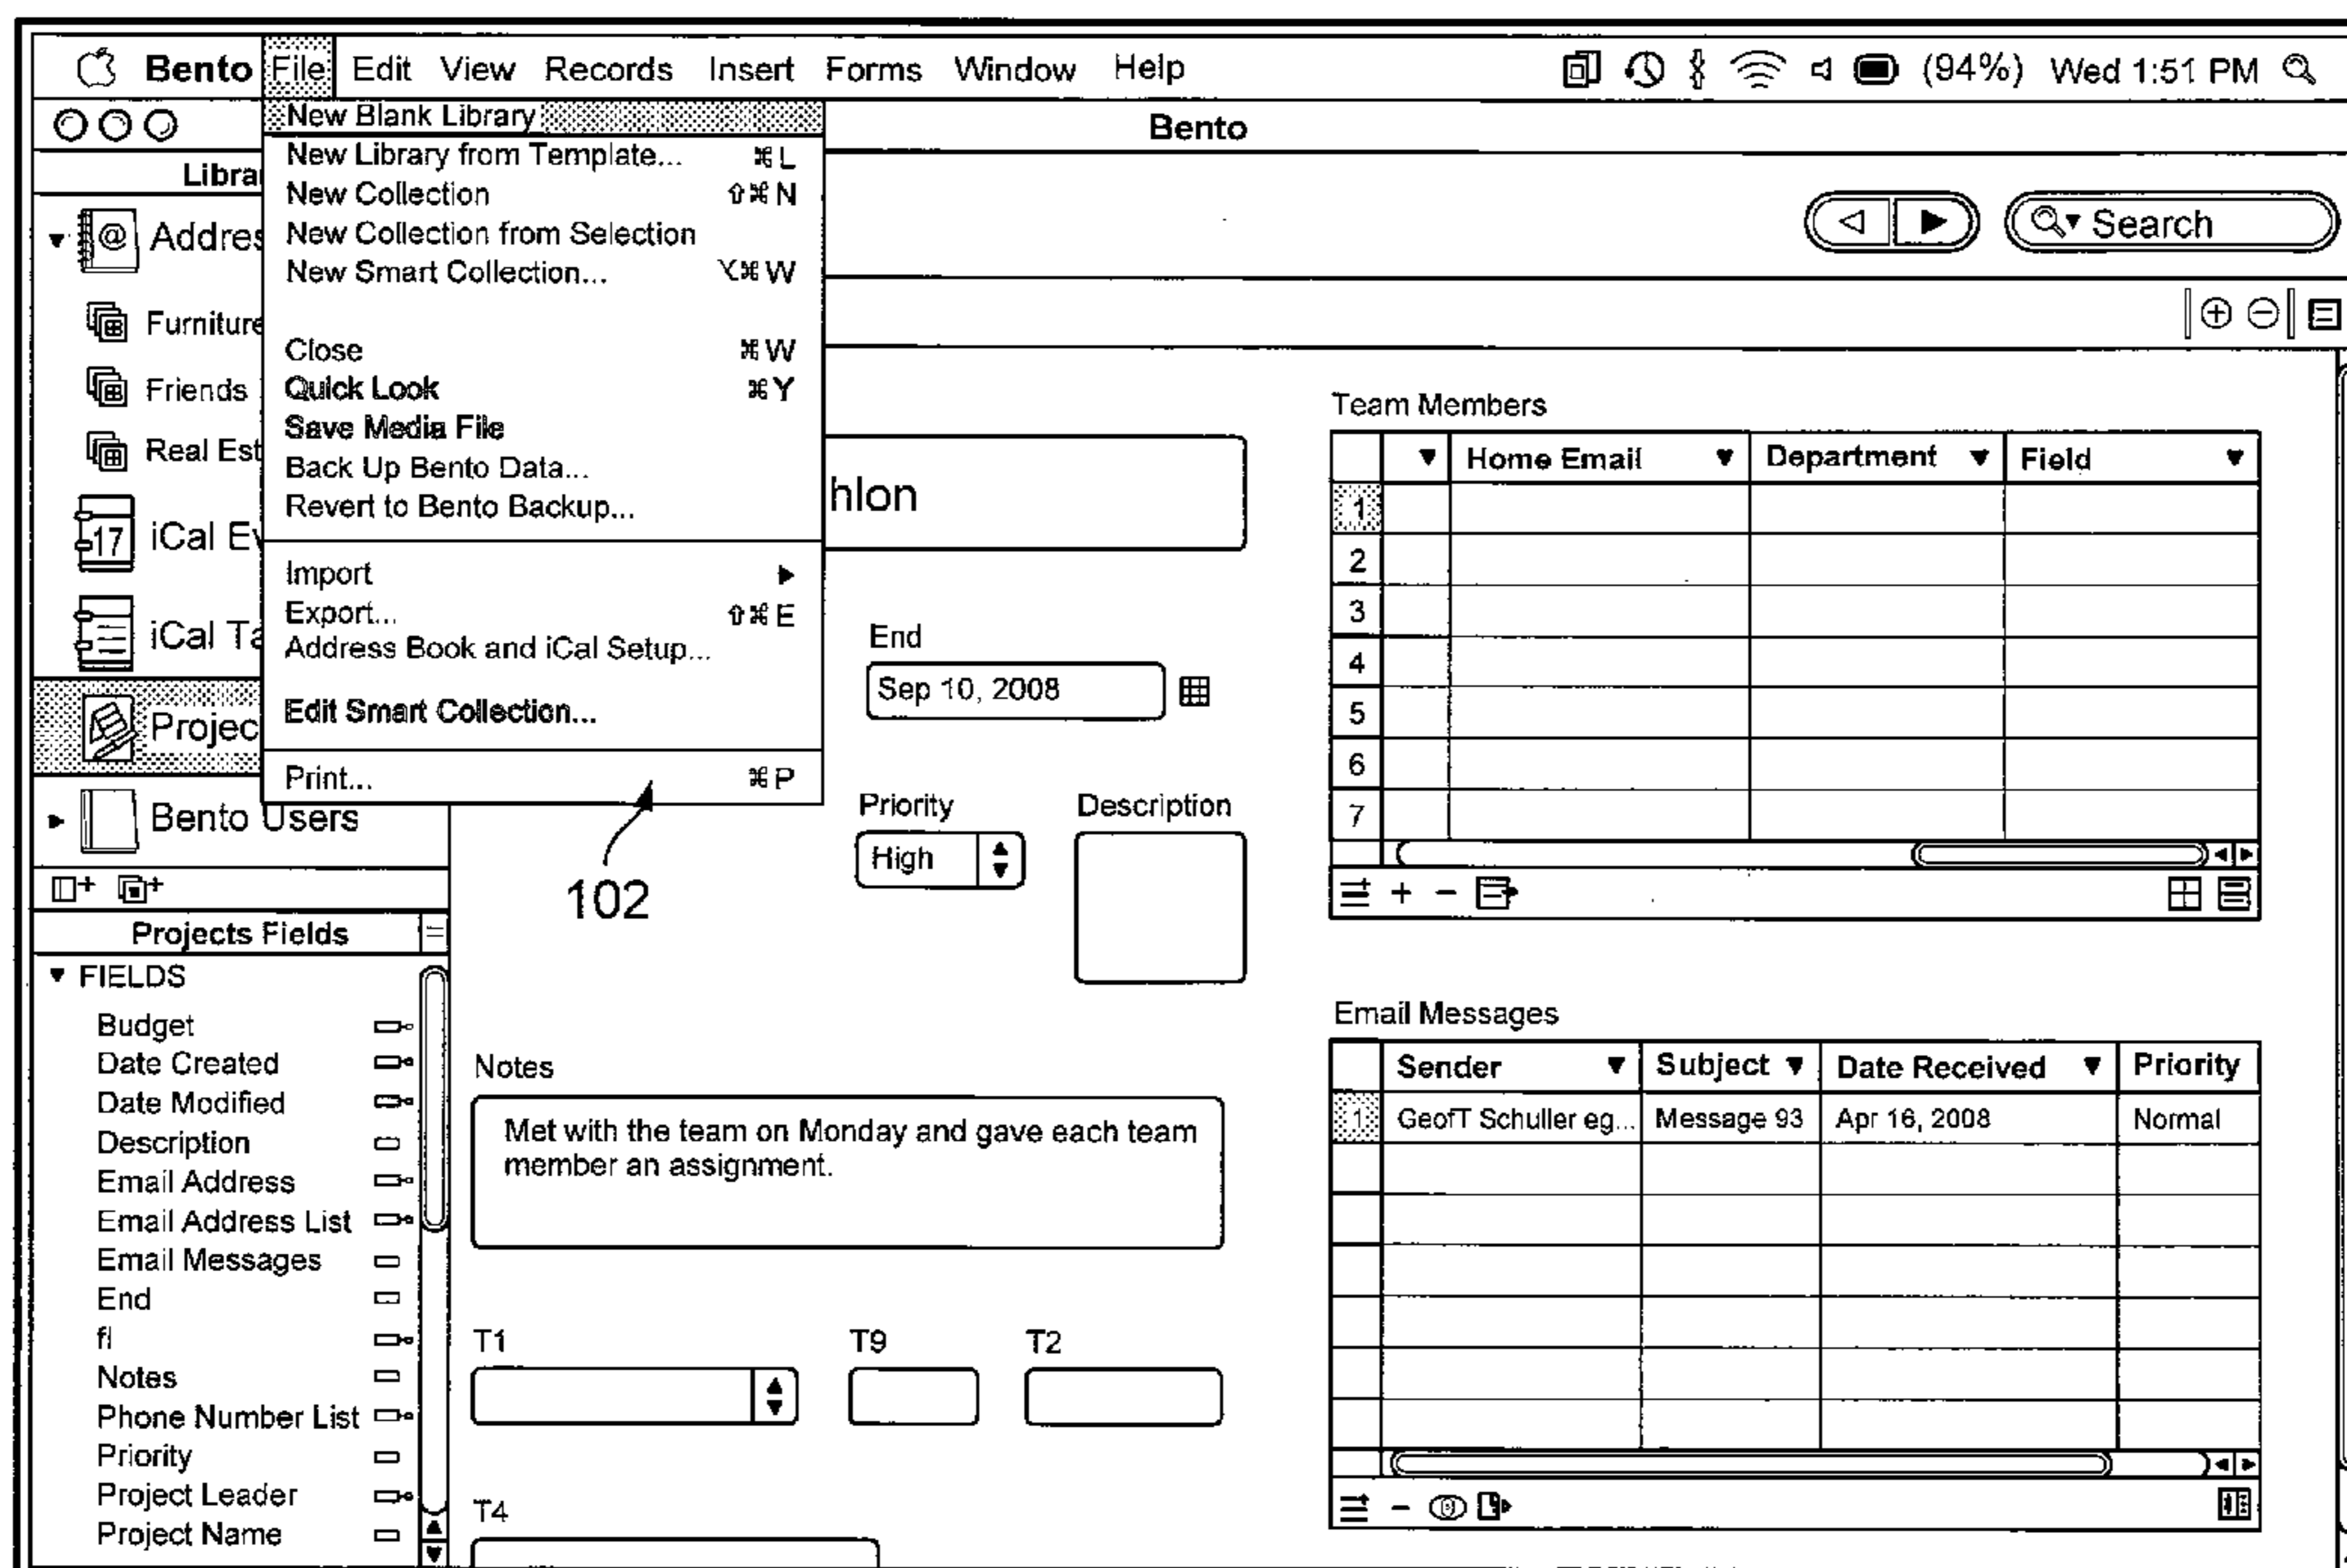 Bento File Edit View Records Insert Forms Window Help (94%) Wed 1:51 PM
Bento
New Blank Library
New Library from Template... ⌘L
New Collection ⇧⌘N
New Collection from Selection
New Smart Collection... ⌥⌘W
Close ⌘W
Quick Look ⌘Y
Save Media File
Back Up Bento Data...
Revert to Bento Backup...
Import ▶
Export... ⇧⌘E
Address Book and iCal Setup...
Edit Smart Collection...
Print... ⌘P
102
Libra
@ Addres
Furniture
Friends
Real Est
17 iCal Ev
iCal Ta
Projec
Bento Users
Search
Projects Fields
FIELDS
Budget
Date Created
Date Modified
Description
Email Address
Email Address List
Email Messages
End
fl
Notes
Phone Number List
Priority
Project Leader
Project Name
hlon
End
Sep 10, 2008
Priority
High
Description
Notes
Met with the team on Monday and gave each team
member an assignment.
T1 T9 T2
T4
Team Members
Home Email Department Field
1
2
3
4
5
6
7
Email Messages
Sender Subject Date Received Priority
1 GeofT Schuller eg... Message 93 Apr 16, 2008 Normal